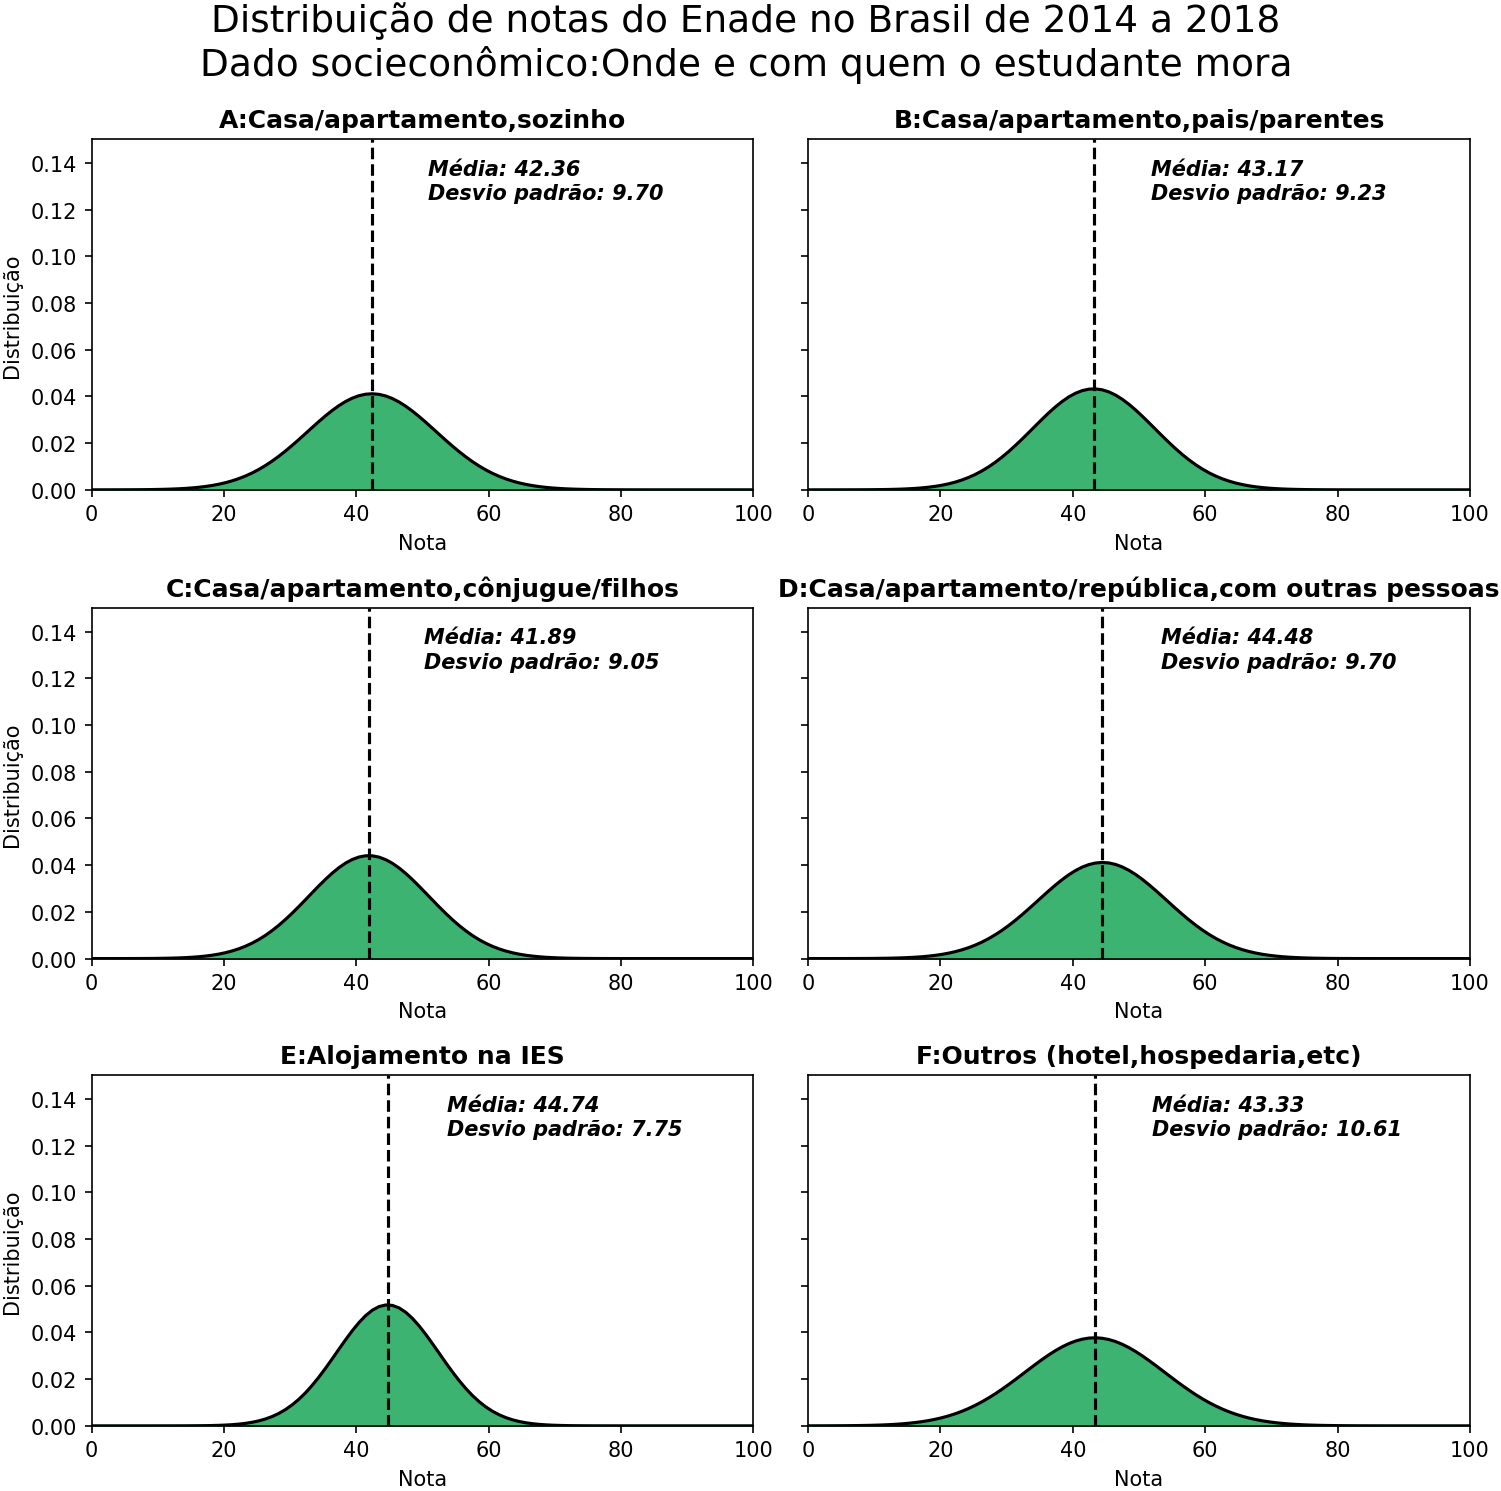 Distribuição de notas do Enade no Brasil de 2014 a 2018
Dado socieconômico:Onde e com quem o estudante mora
A:Casa/apartamento,sozinho
Média: 42.36
Desvio padrão: 9.70
0.14
0.12
0.10
0.08
0.06
0.04
0.02
0.00
Distribuição
0 20 40 60 80 100
Nota
B:Casa/apartamento,pais/parentes
Média: 43.17
Desvio padrão: 9.23
0 20 40 60 80 100
Nota
C:Casa/apartamento,cônjugue/filhos
Média: 41.89
Desvio padrão: 9.05
0.14
0.12
0.10
0.08
0.06
0.04
0.02
0.00
Distribuição
0 20 40 60 80 100
Nota
D:Casa/apartamento/república,com outras pessoas
Média: 44.48
Desvio padrão: 9.70
0 20 40 60 80 100
Nota
E:Alojamento na IES
Média: 44.74
Desvio padrão: 7.75
0.14
0.12
0.10
0.08
0.06
0.04
0.02
0.00
Distribuição
0 20 40 60 80 100
Nota
F:Outros (hotel,hospedaria,etc)
Média: 43.33
Desvio padrão: 10.61
0 20 40 60 80 100
Nota